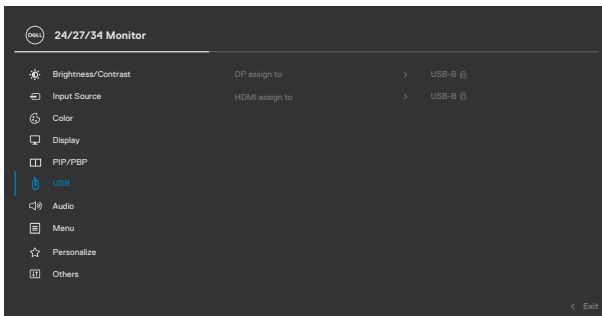 DELL 24/27/34 Monitor
Brightness/Contrast DP assign to > USB-B
Input Source HDMI assign to > USB-B
Color
Display
PIP/PBP
USB
Audio
Menu
Personalize
Others
< Exit